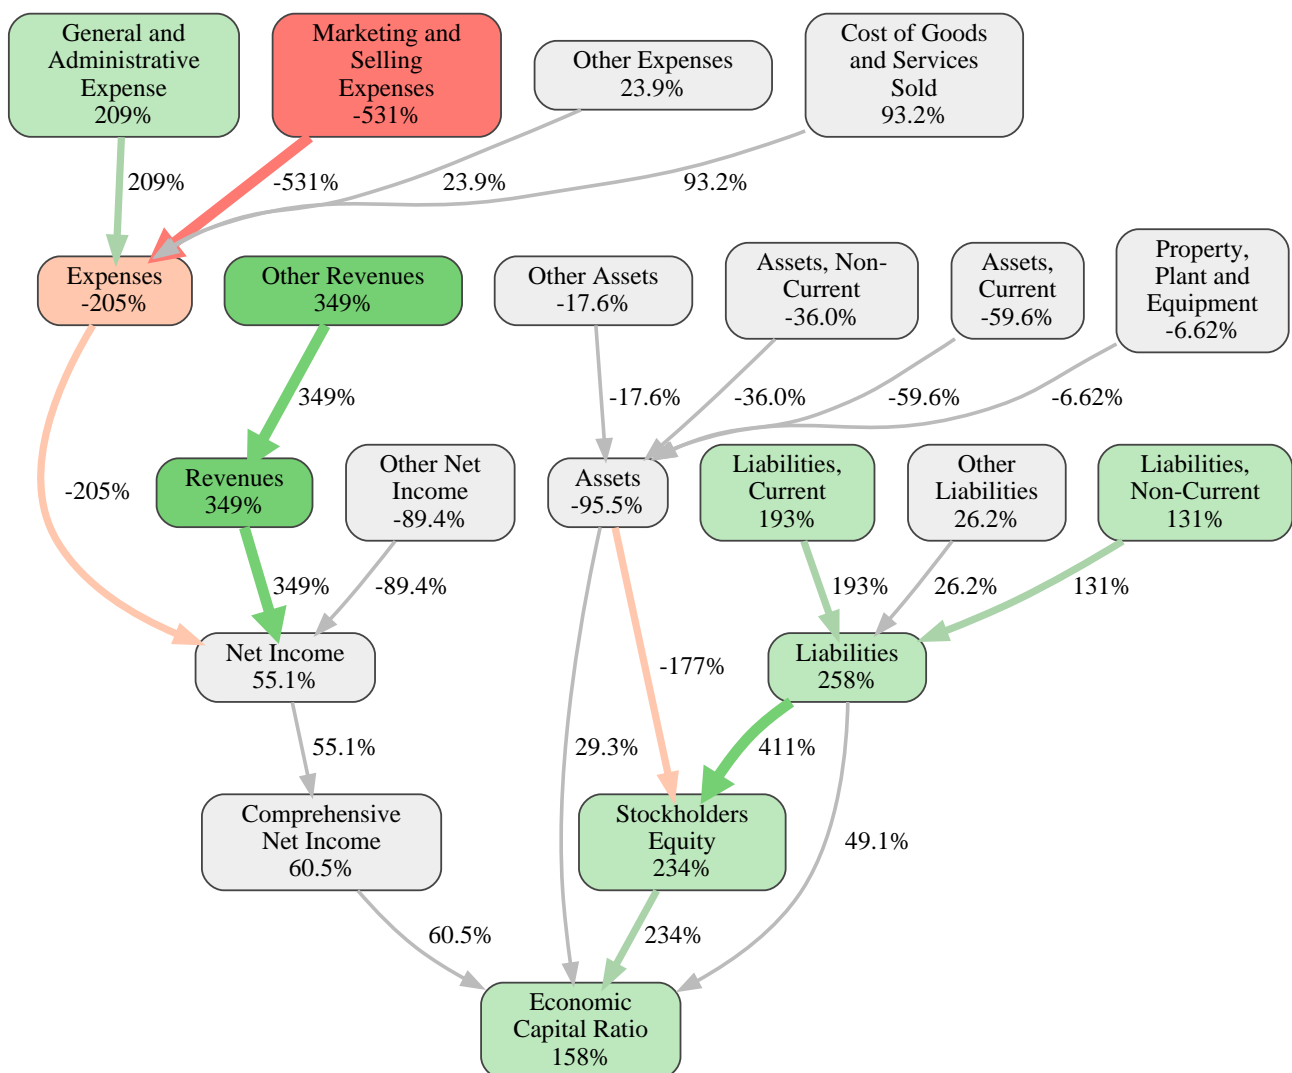 General and
Administrative
Expense
209%
Marketing and
Selling
Expenses
-531%
Other Expenses
23.9%
Cost of Goods
and Services
Sold
93.2%
209%
-531%
23.9%
93.2%
Expenses
-205%
Other Revenues
349%
Other Assets
-17.6%
Assets, Non-
Current
-36.0%
Assets,
Current
-59.6%
Property,
Plant and
Equipment
-6.62%
349%
-17.6%
-36.0%
-59.6%
-6.62%
-205%
Revenues
349%
Other Net
Income
-89.4%
Assets
-95.5%
Liabilities,
Current
193%
Other
Liabilities
26.2%
Liabilities,
Non-Current
131%
349%
-89.4%
193%
26.2%
131%
Net Income
55.1%
-177%
Liabilities
258%
55.1%
29.3%
411%
Comprehensive
Net Income
60.5%
Stockholders
Equity
234%
49.1%
60.5%
234%
Economic
Capital Ratio
158%